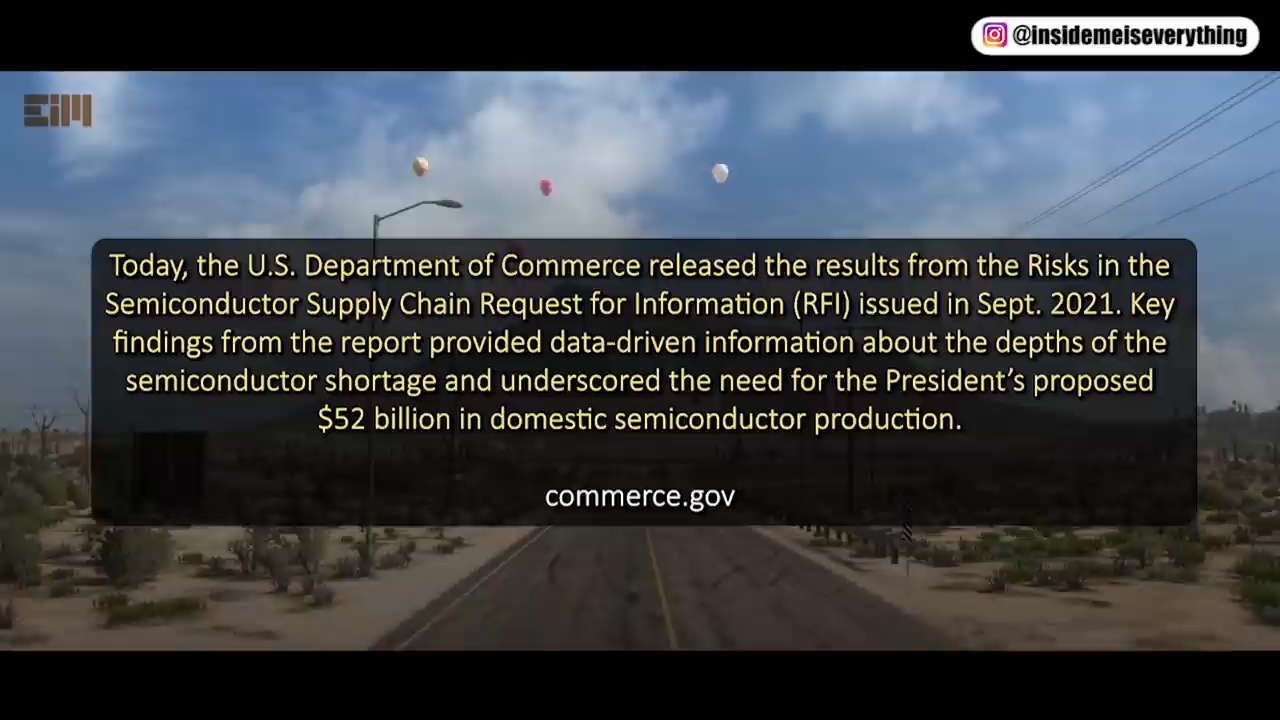 @insidemeiseverything
EiM
Today, the U.S. Department of Commerce released the results from the Risks in the
Semiconductor Supply Chain Request for Information (RFI) issued in Sept. 2021. Key
findings from the report provided data-driven information about the depths of the
semiconductor shortage and underscored the need for the President’s proposed
$52 billion in domestic semiconductor production.
commerce.gov